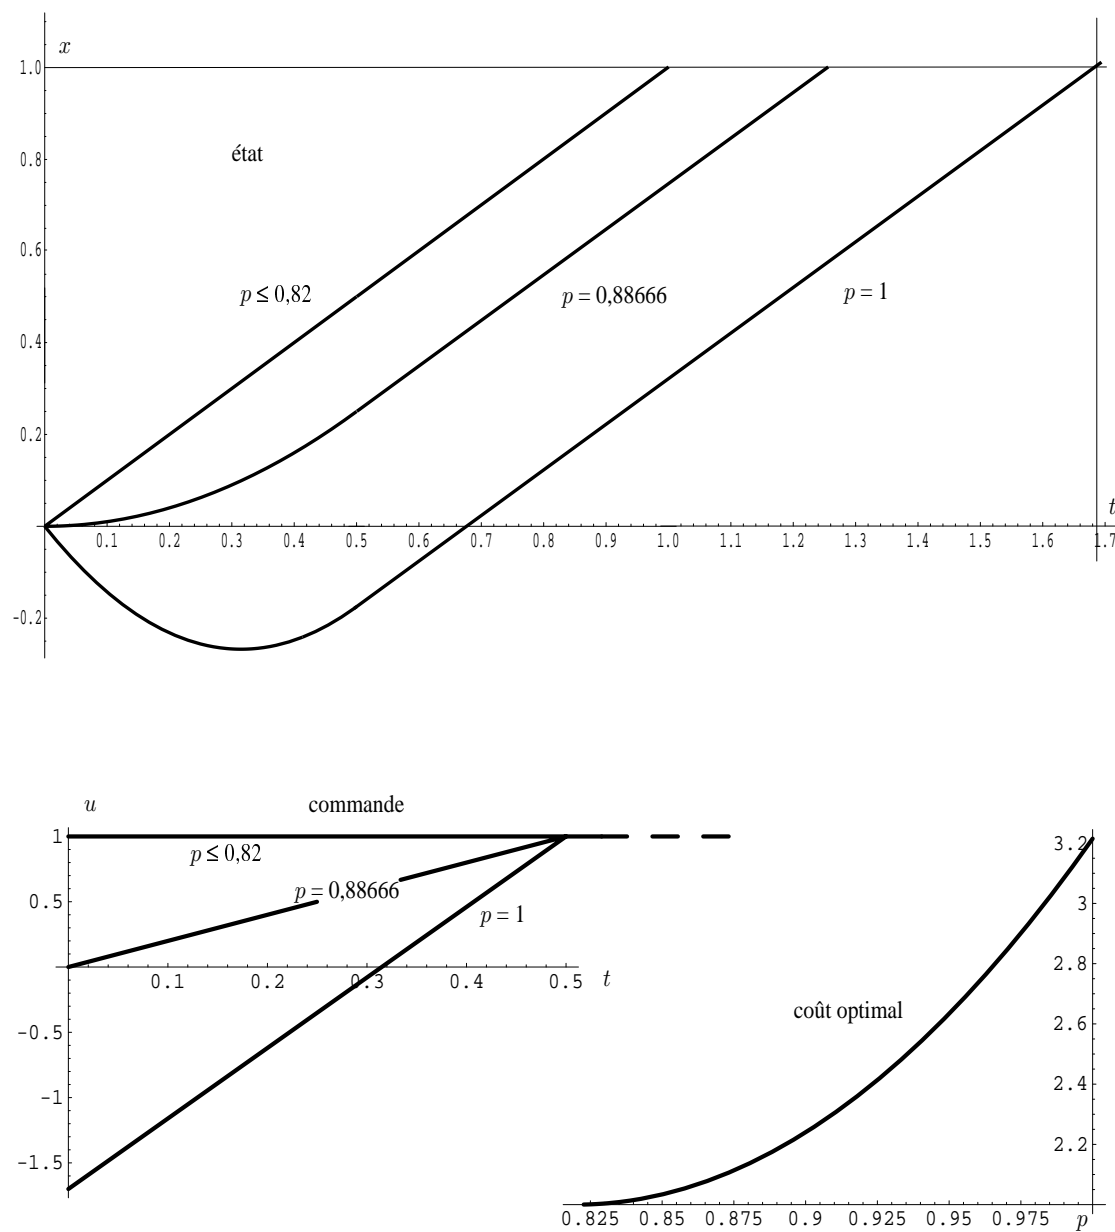 x
1.0
état
0.8
0.6
p ≤ 0,82
p = 0,88666
p = 1
0.4
0.2
t
0.1 0.2 0.3 0.4 0.5 0.6 0.7 0.8 0.9 1.0 1.1 1.2 1.3 1.4 1.5 1.6 1.7
-0.2
u
commande
1
p ≤ 0,82
p = 0,88666
0.5
p = 1
0.1 0.2 0.3 0.4 0.5 t
-0.5
-1
-1.5
3.2
3
2.8
coût optimal
2.6
2.4
2.2
0.825 0.85 0.875 0.9 0.925 0.95 0.975 p